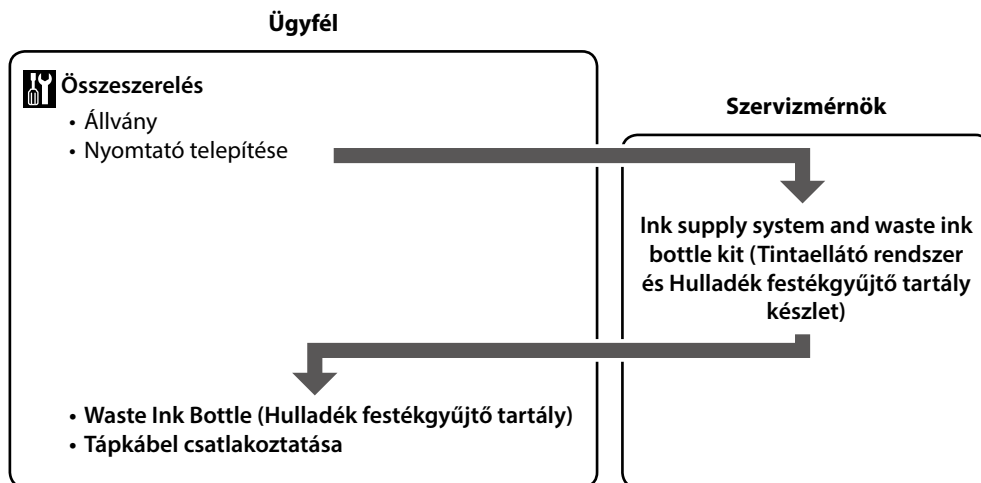 Ügyfél
Összeszerelés
• Állvány
• Nyomtató telepítése
Szervizmérnök
Ink supply system and waste ink
bottle kit (Tintaellátó rendszer
és Hulladék festékgyűjtő tartály
készlet)
• Waste Ink Bottle (Hulladék festékgyűjtő tartály)
• Tápkábel csatlakoztatása